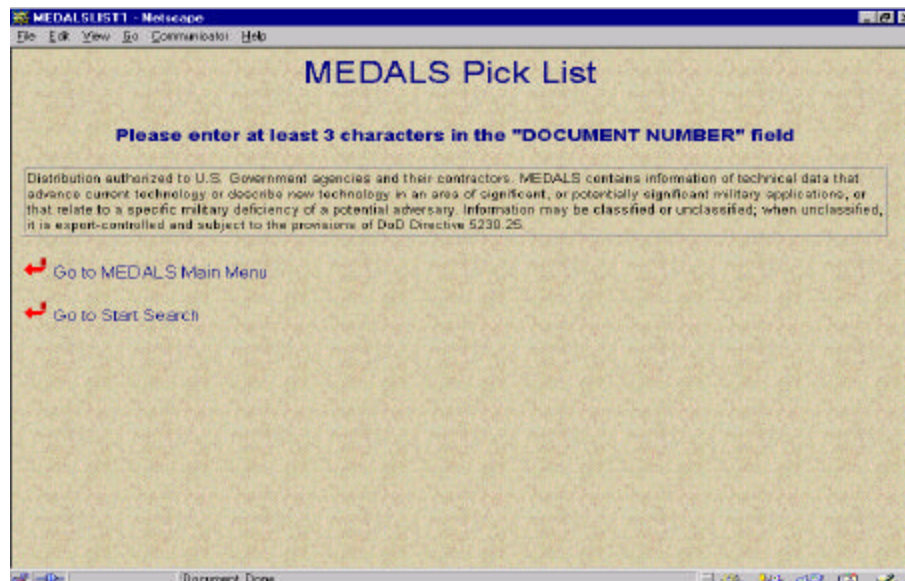 MEDALSLIST1 - Netscape
File Edit View Go Communicator Help
MEDALS Pick List
Please enter at least 3 characters in the "DOCUMENT NUMBER" field
Distribution authorized to U.S. Government agencies and their contractors. MEDALS contains information of technical data that
advance current technology or describe new technology in an area of significant, or potentially significant military applications, or
that relate to a specific military deficiency of a potential adversary. Information may be classified or unclassified; when unclassified,
it is export-controlled and subject to the provisions of DoD Directive 5230.25.
Go to MEDALS Main Menu
Go to Start Search
Document: Done